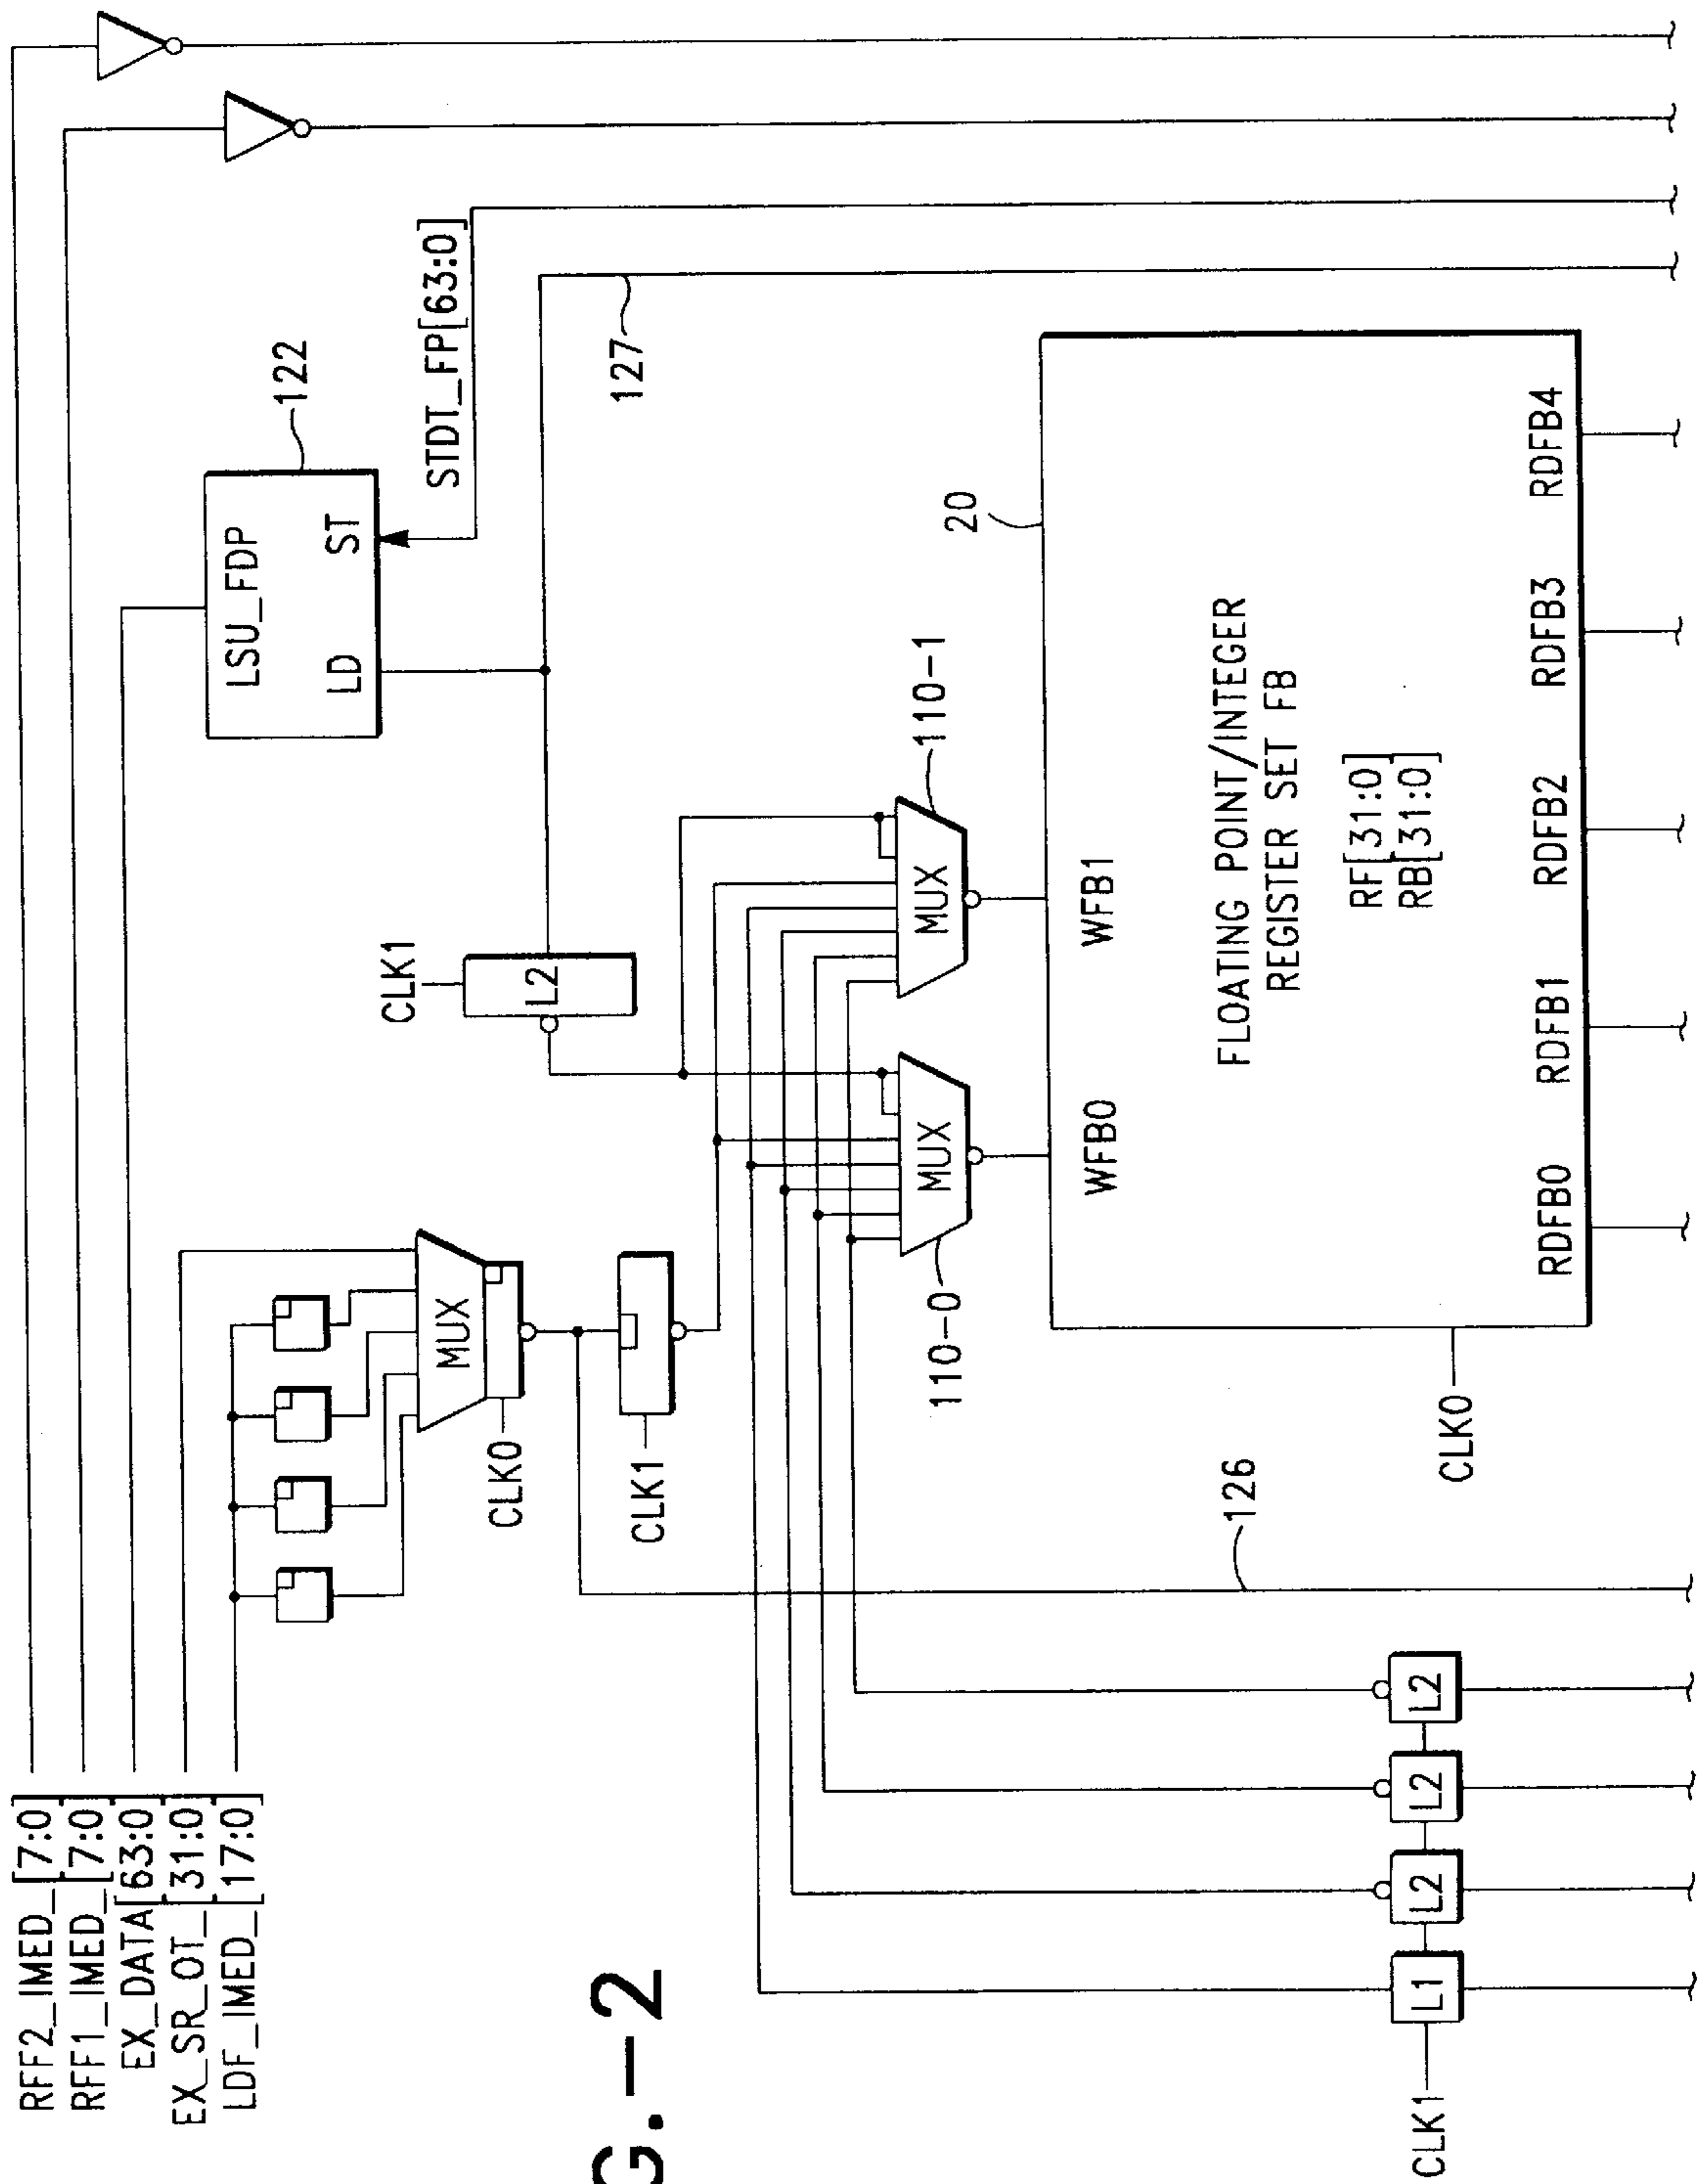 RFF2_IMED_[7:0]
RFF1_IMED_[7:0]
EX_DATA[63:0]
EX_SR_OT_[31:0]
LDF_IMED_[17:0]
MUX
CLK0
CLK1
LSU_FDP
LD
ST
122
STDT_FP[63:0]
127
CLK1
L2
MUX
110-0
MUX
110-1
20
WFB0
WFB1
FLOATING POINT/INTEGER
REGISTER SET FB
RF[31:0]
RB[31:0]
RDFB0
RDFB1
RDFB2
RDFB3
RDFB4
CLK0
126
CLK1
L1
L2
L2
L2
G.-2